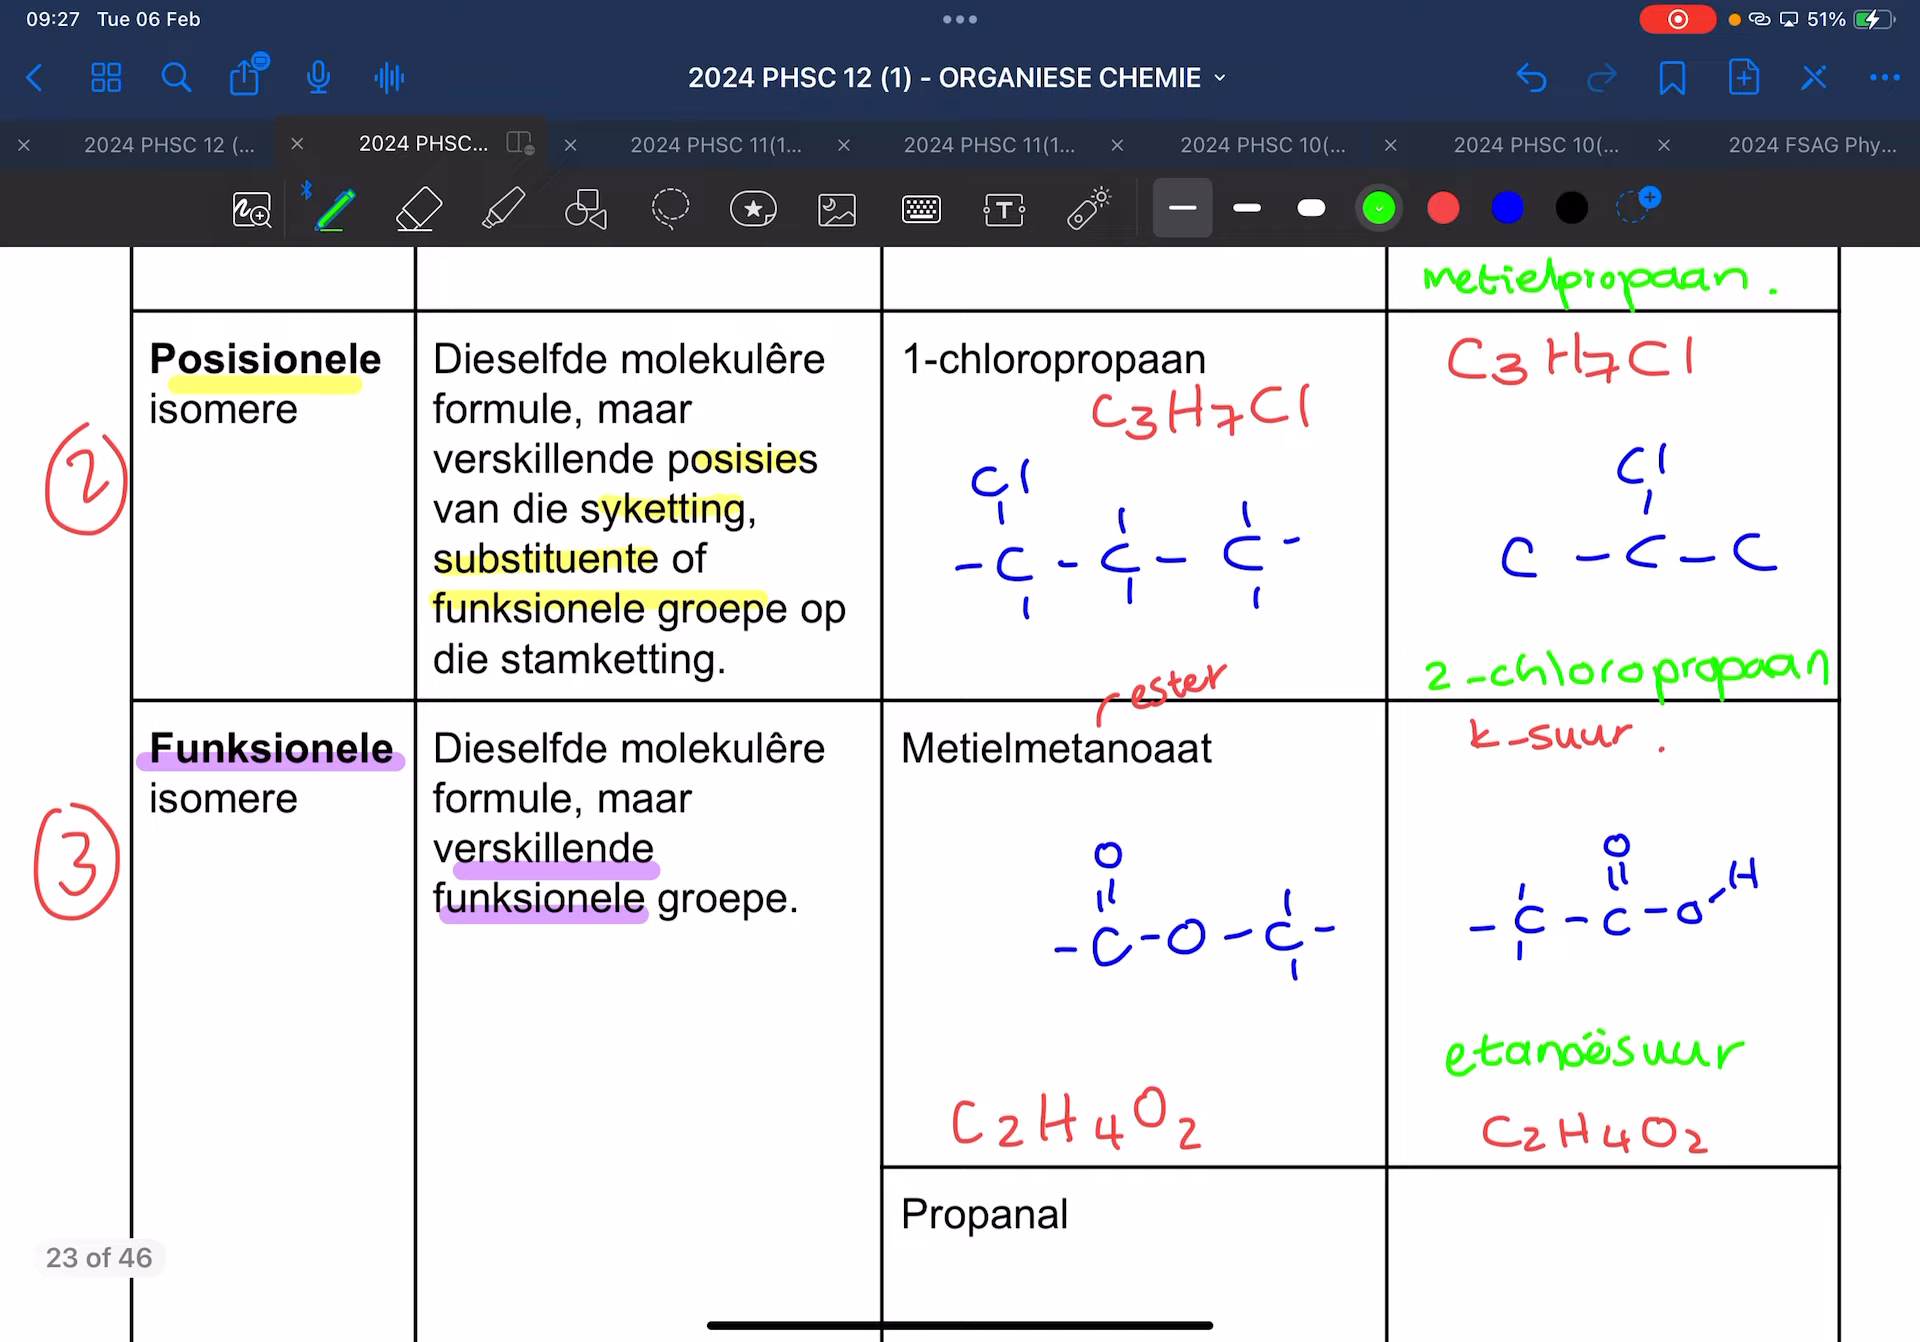 09:27 Tue 06 Feb
51%
2024 PHSC 12 (1) - ORGANIESE CHEMIE
2024 PHSC 12 (...
2024 PHSC...
2024 PHSC 11(1...
2024 PHSC 11(1...
2024 PHSC 10(...
2024 PHSC 10(...
2024 FSAG Phy...
metielpropaan.
2
Posisionele
isomere
Dieselfde molekulêre
formule, maar
verskillende posisies
van die syketting,
substituente of
funksionele groepe op
die stamketting.
1-chloropropaan
C3H7Cl
Cl
- C - C - C -
C3H7Cl
Cl
C - C - C
2-chloropropaan
3
Funksionele
isomere
Dieselfde molekulêre
formule, maar
verskillende
funksionele groepe.
ester
Metielmetanoaat
O
- C - O - C -
C2H4O2
k-suur.
O
- C - C - O - H
etanoësuur
C2H4O2
Propanal
23 of 46